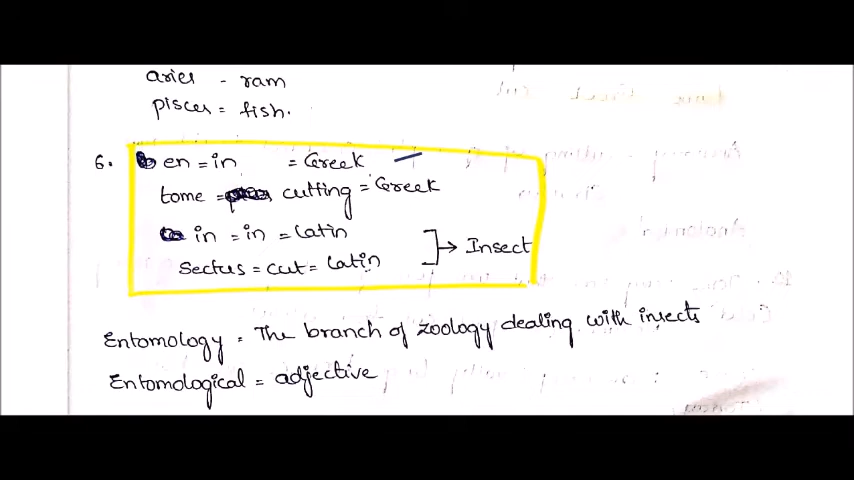 aries - ram
pisces = fish.
6. en = in = Greek
tome = cutting = Greek
in = in = Latin
Sectus = cut = Latin
Insect
Entomology = The branch of zoology dealing with insects
Entomological = adjective